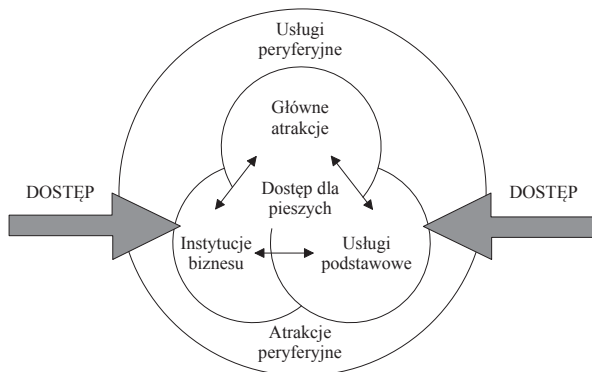 Usługi
peryferyjne
Główne
atrakcje
DOSTĘP
Dostęp dla
pieszych
DOSTĘP
Instytucje
biznesu
Usługi
podstawowe
Atrakcje
peryferyjne